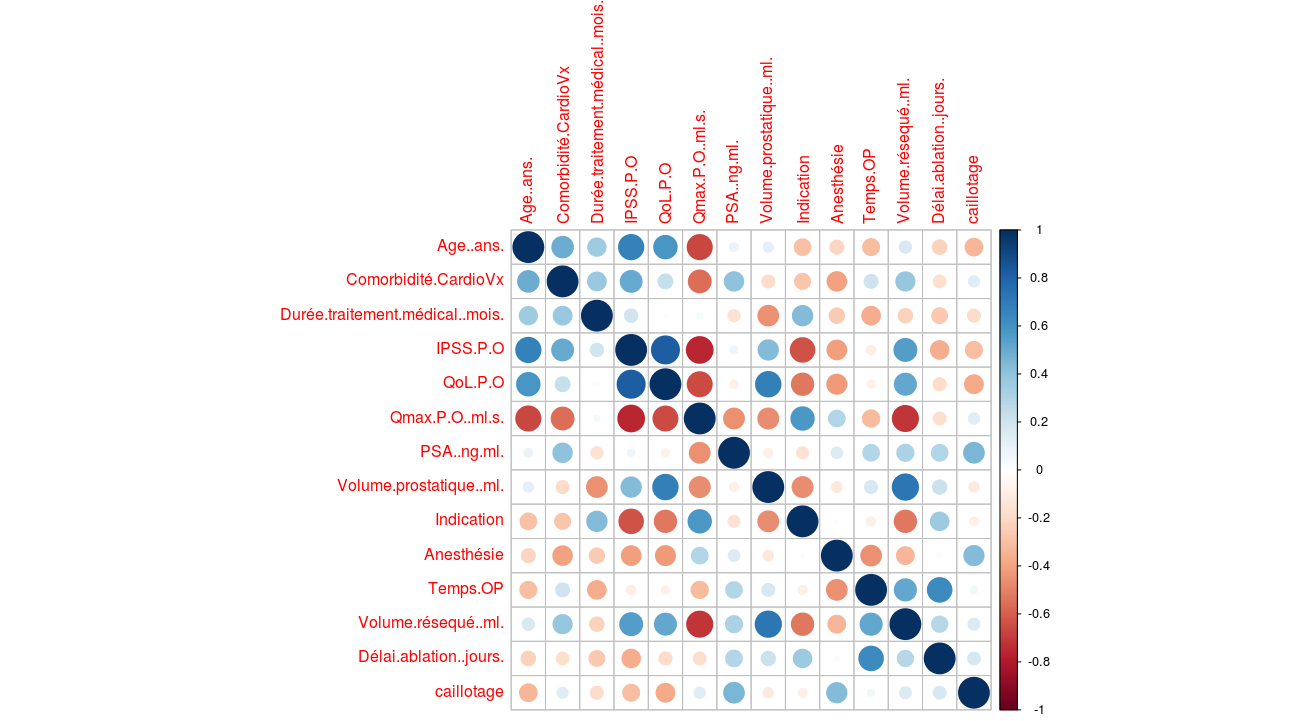 Age..ans.
Comorbidité.CardioVx
Durée.traitement.médical..mois.
IPSS.P.O
QoL.P.O
Qmax.P.O..ml.s.
PSA..ng.ml.
Volume.prostatique..ml.
Indication
Anesthésie
Temps.OP
Volume.réséqué..ml.
Délai.ablation..jours.
caillotage
Age..ans.
Comorbidité.CardioVx
Durée.traitement.médical..mois.
IPSS.P.O
QoL.P.O
Qmax.P.O..ml.s.
PSA..ng.ml.
Volume.prostatique..ml.
Indication
Anesthésie
Temps.OP
Volume.réséqué..ml.
Délai.ablation..jours.
caillotage
1
0.8
0.6
0.4
0.2
0
-0.2
-0.4
-0.6
-0.8
-1